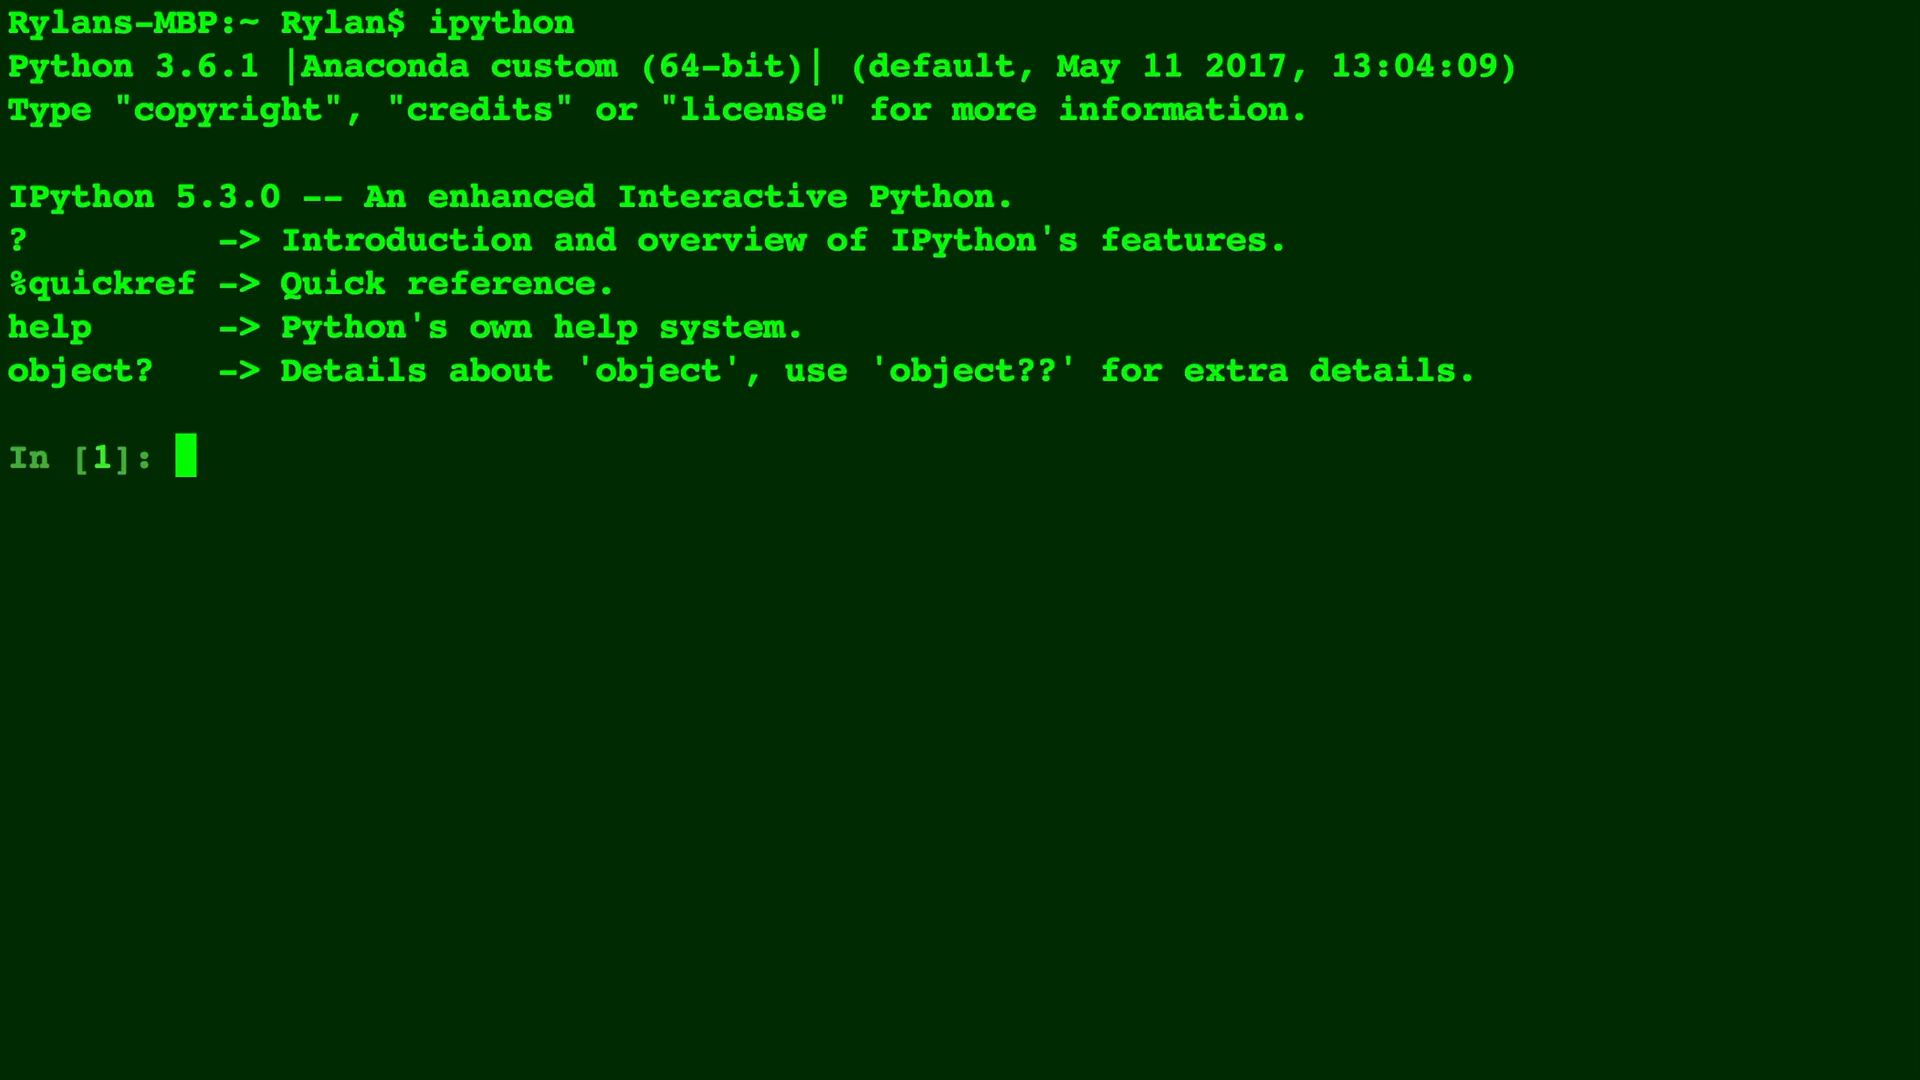 Rylans-MBP:~ Rylan$ ipython
Python 3.6.1 |Anaconda custom (64-bit)| (default, May 11 2017, 13:04:09)
Type "copyright", "credits" or "license" for more information.
IPython 5.3.0 -- An enhanced Interactive Python.
?         -> Introduction and overview of IPython's features.
%quickref -> Quick reference.
help      -> Python's own help system.
object?   -> Details about 'object', use 'object??' for extra details.
In [1]: